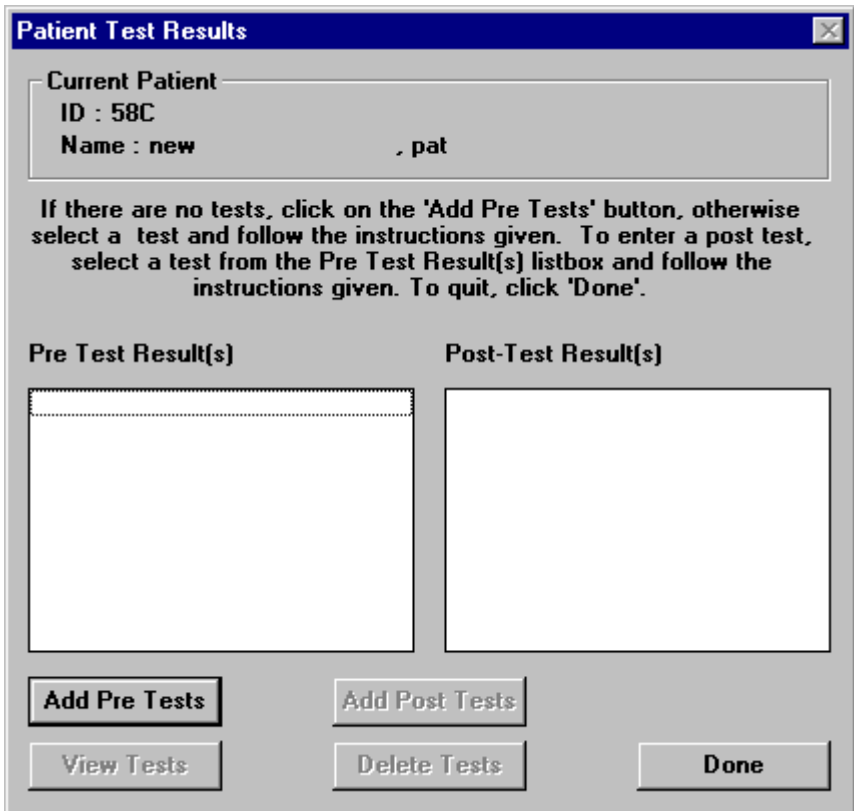 Patient Test Results
Current Patient
ID : 58C
Name : new , pat
If there are no tests, click on the 'Add Pre Tests' button, otherwise
select a  test and follow the instructions given.  To enter a post test,
select a test from the Pre Test Result(s) listbox and follow the
instructions given. To quit, click 'Done'.
Pre Test Result(s)
Post-Test Result(s)
Add Pre Tests
Add Post Tests
View Tests
Delete Tests
Done